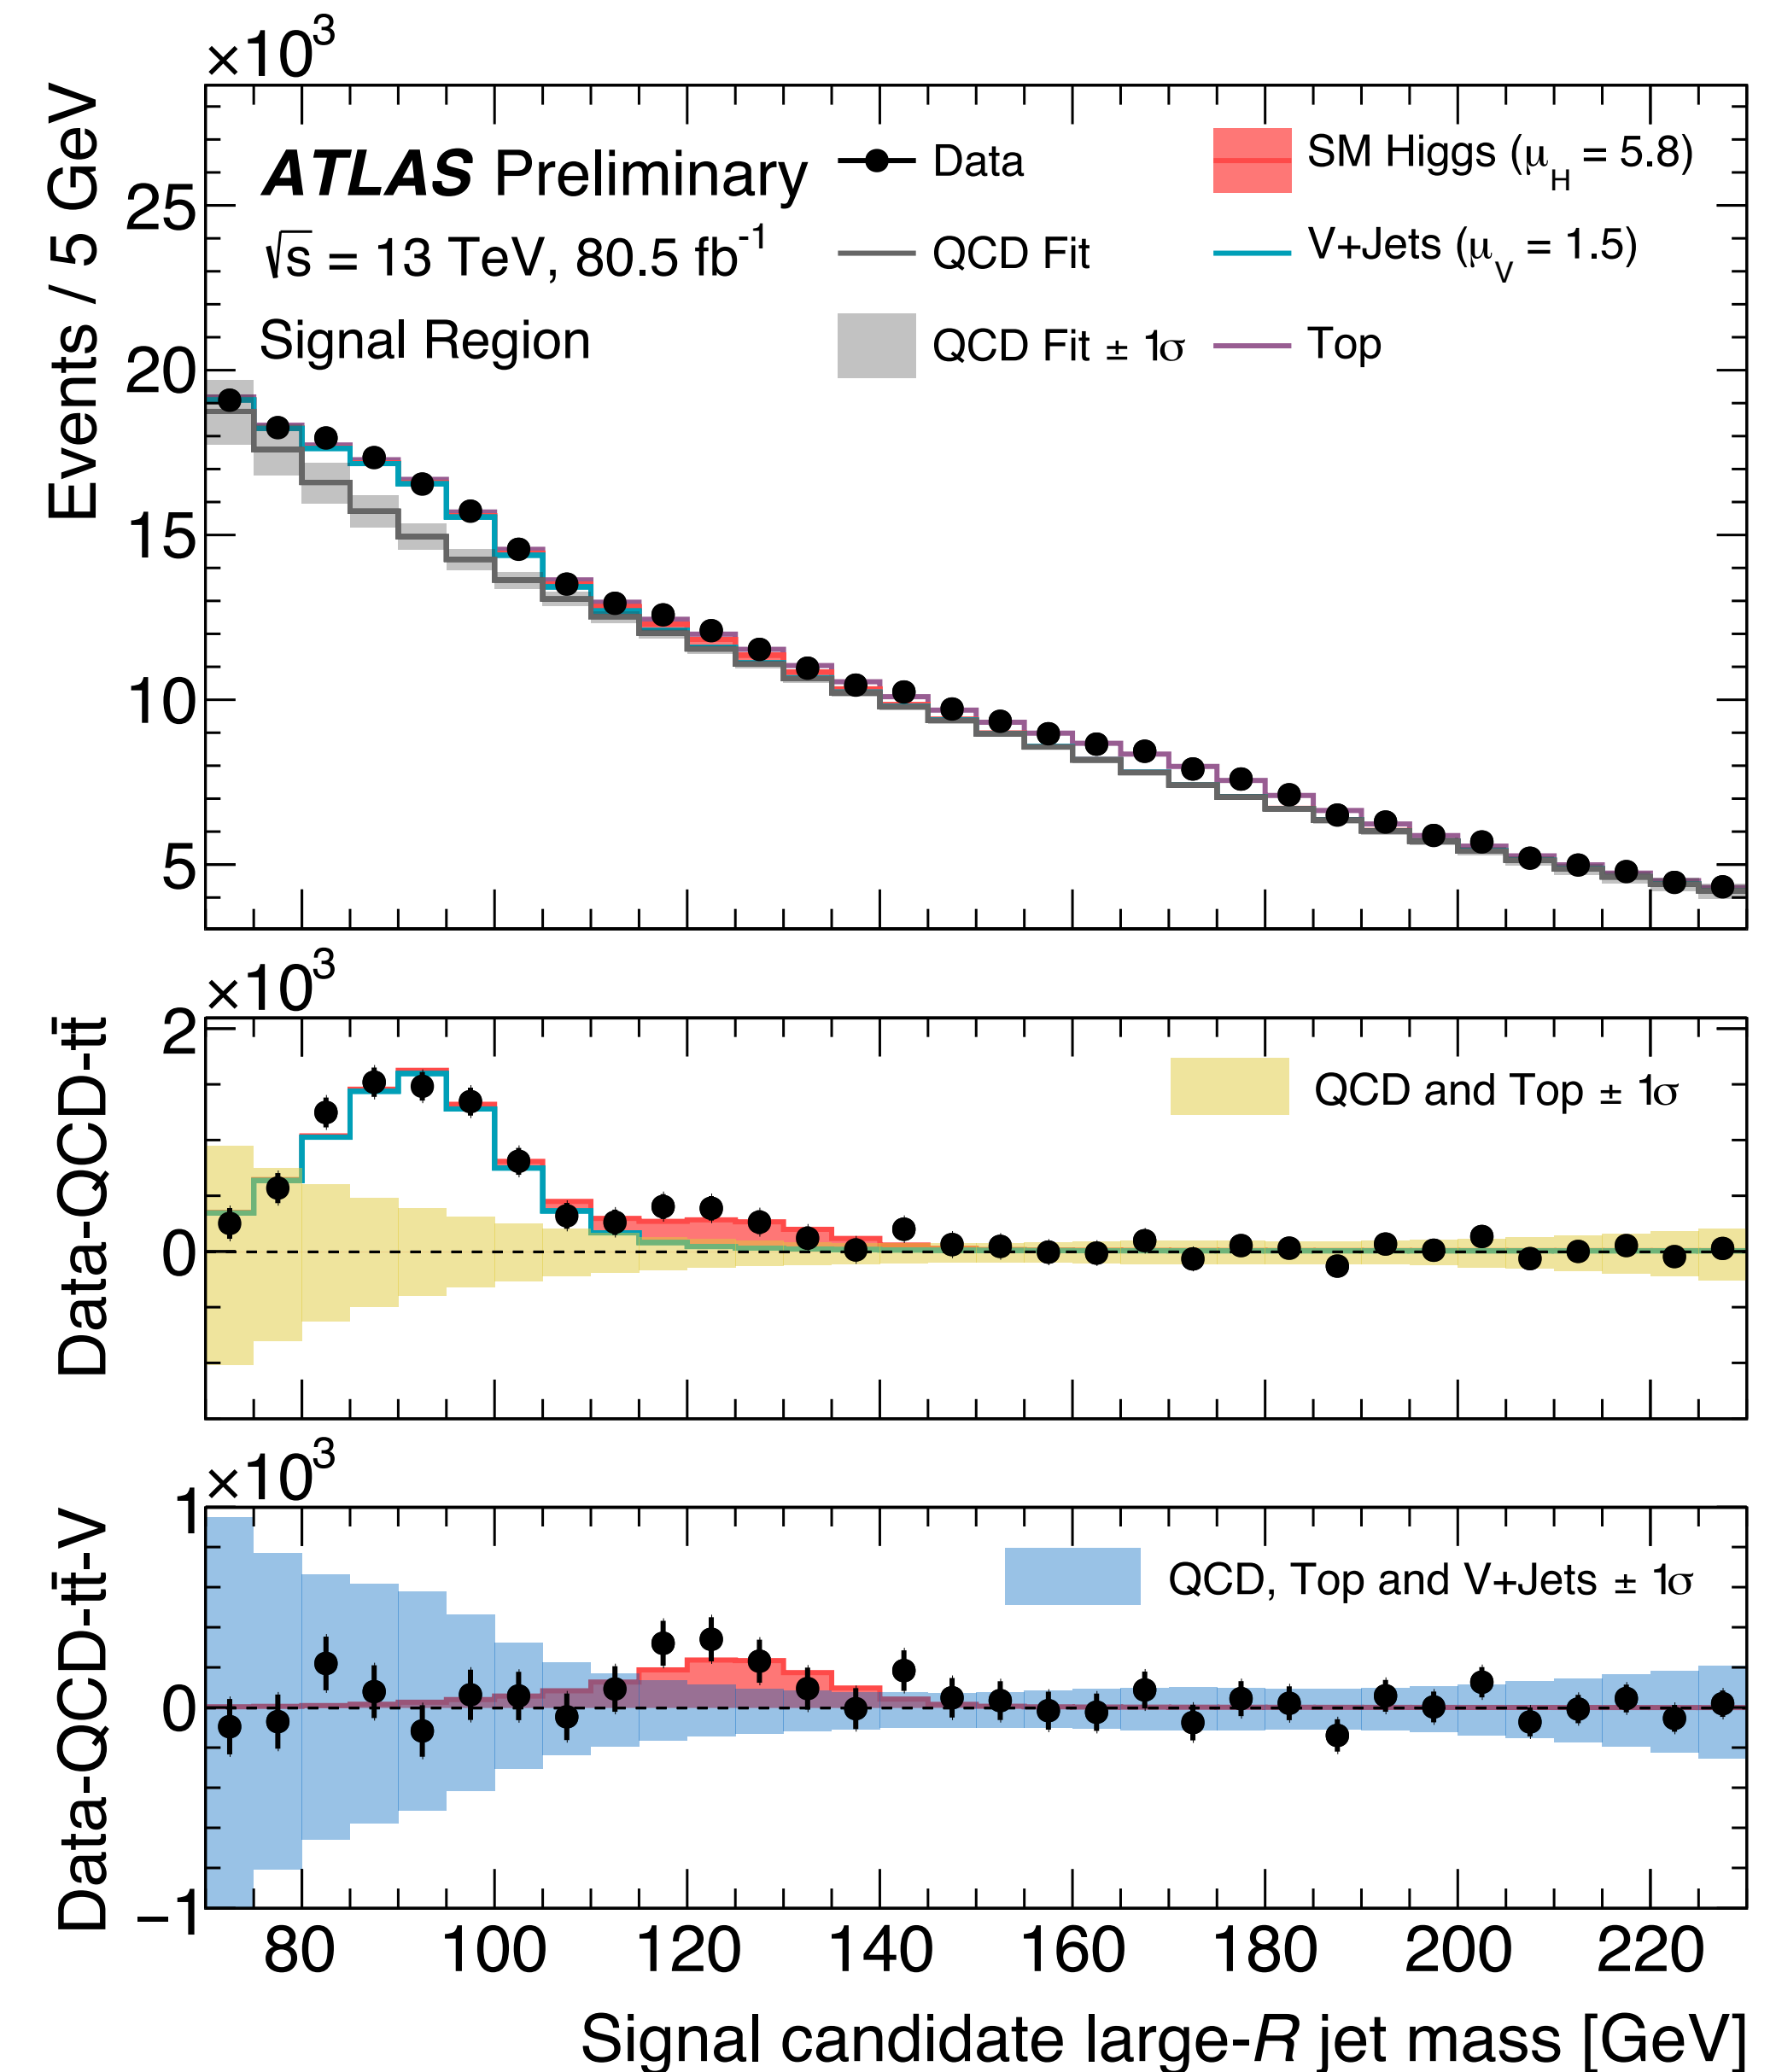 ×10³
Events / 5 GeV
25
20
15
10
5
ATLAS Preliminary
√s = 13 TeV, 80.5 fb⁻¹
Signal Region
Data
QCD Fit
QCD Fit ± 1σ
SM Higgs (μ_H = 5.8)
V+Jets (μ_V = 1.5)
Top
×10³
Data-QCD-tt̄
2
0
QCD and Top ± 1σ
×10³
Data-QCD-tt̄-V
1
0
−1
QCD, Top and V+Jets ± 1σ
80 100 120 140 160 180 200 220
Signal candidate large-R jet mass [GeV]